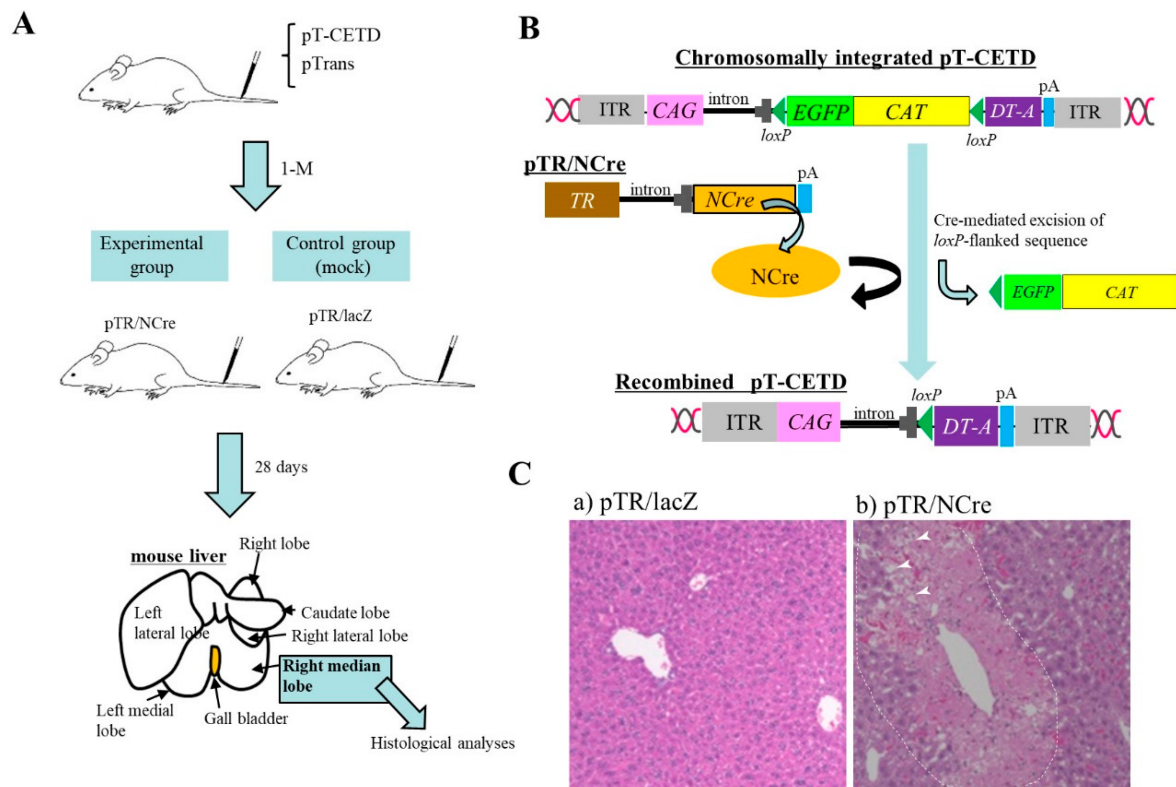 A
pT-CETD
pTrans
1-M
Experimental
group
Control group
(mock)
pTR/NCre
pTR/lacZ
28 days
mouse liver
Right lobe
Left
lateral lobe
Caudate lobe
Right lateral lobe
Right median
lobe
Left medial
lobe
Gall bladder
Histological analyses
B
Chromosomally integrated pT-CETD
ITR
CAG
intron
loxP
EGFP
CAT
loxP
DT-A
pA
ITR
pTR/NCre
TR
intron
NCre
pA
NCre
Cre-mediated excision of
loxP-flanked sequence
EGFP
CAT
Recombined pT-CETD
ITR
CAG
intron
loxP
DT-A
pA
ITR
C
a) pTR/lacZ
b) pTR/NCre